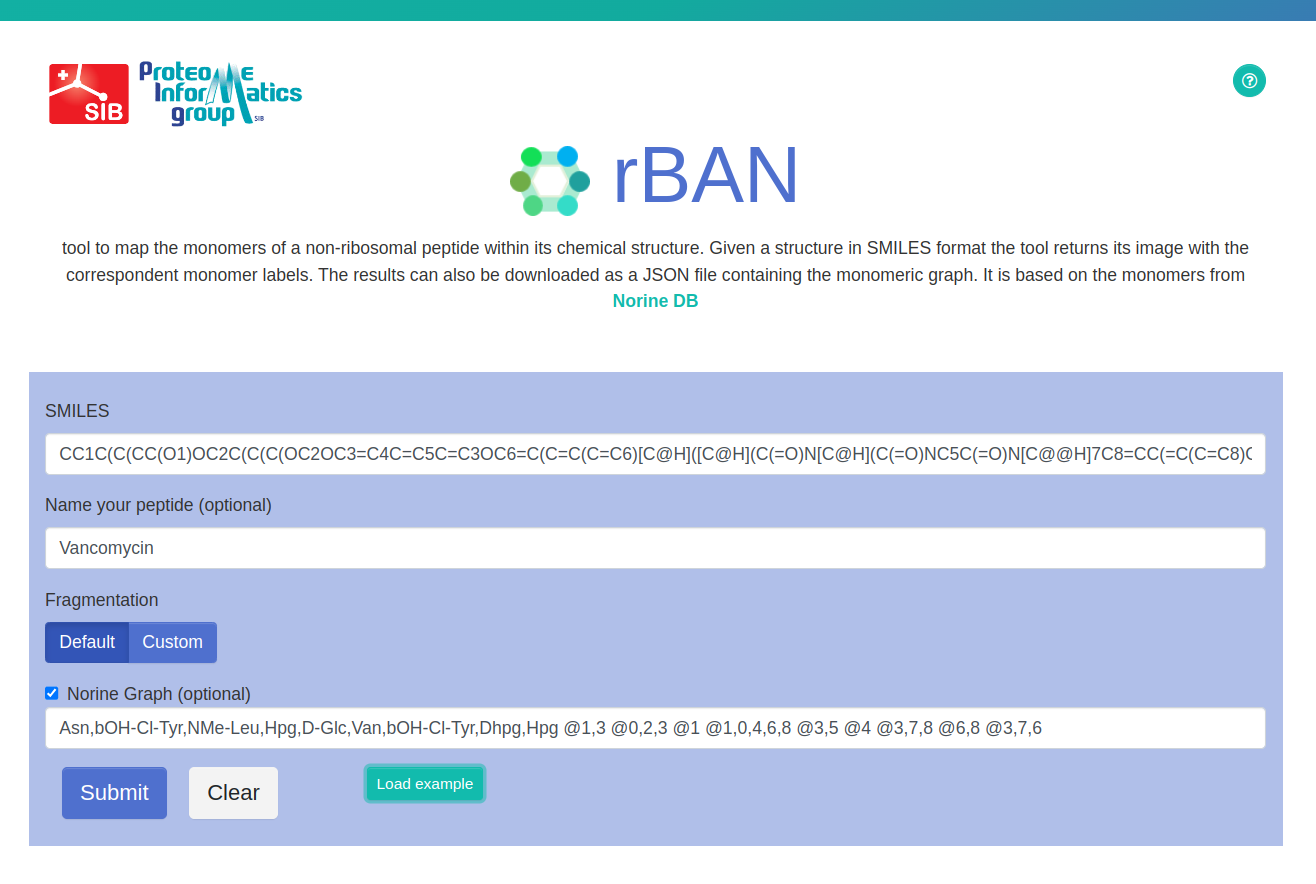 SIB
Proteome
Informatics
group SIB
rBAN
tool to map the monomers of a non-ribosomal peptide within its chemical structure. Given a structure in SMILES format the tool returns its image with the
correspondent monomer labels. The results can also be downloaded as a JSON file containing the monomeric graph. It is based on the monomers from
Norine DB
SMILES
CC1C(C(CC(O1)OC2C(C(C(OC2OC3=C4C=C5C=C3OC6=C(C=C(C=C6)[C@H]([C@H](C(=O)N[C@H](C(=O)NC5C(=O)N[C@@H]7C8=CC(=C(C=C8)C
Name your peptide (optional)
Vancomycin
Fragmentation
Default Custom
Norine Graph (optional)
Asn,bOH-Cl-Tyr,NMe-Leu,Hpg,D-Glc,Van,bOH-Cl-Tyr,Dhpg,Hpg @1,3 @0,2,3 @1 @1,0,4,6,8 @3,5 @4 @3,7,8 @6,8 @3,7,6
Submit Clear Load example